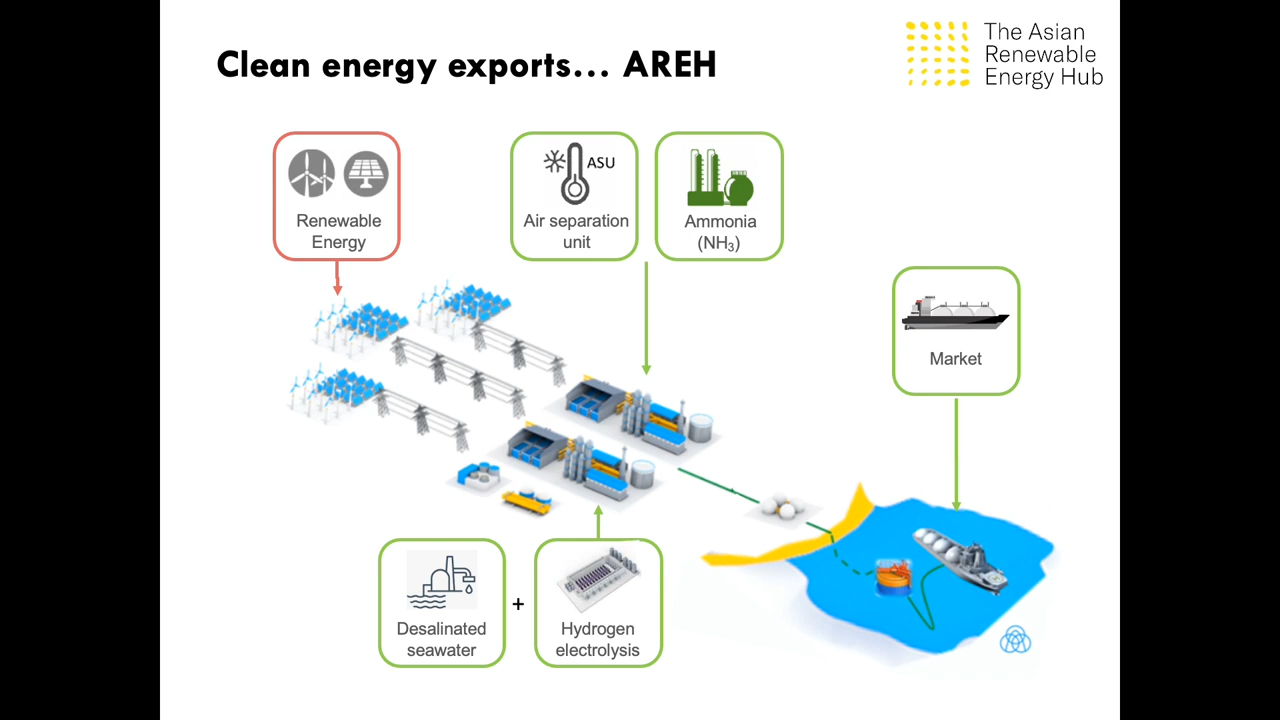 Clean energy exports... AREH
The Asian
Renewable
Energy Hub
Renewable
Energy
ASU
Air separation
unit
Ammonia
(NH₃)
Market
Desalinated
seawater
+
Hydrogen
electrolysis